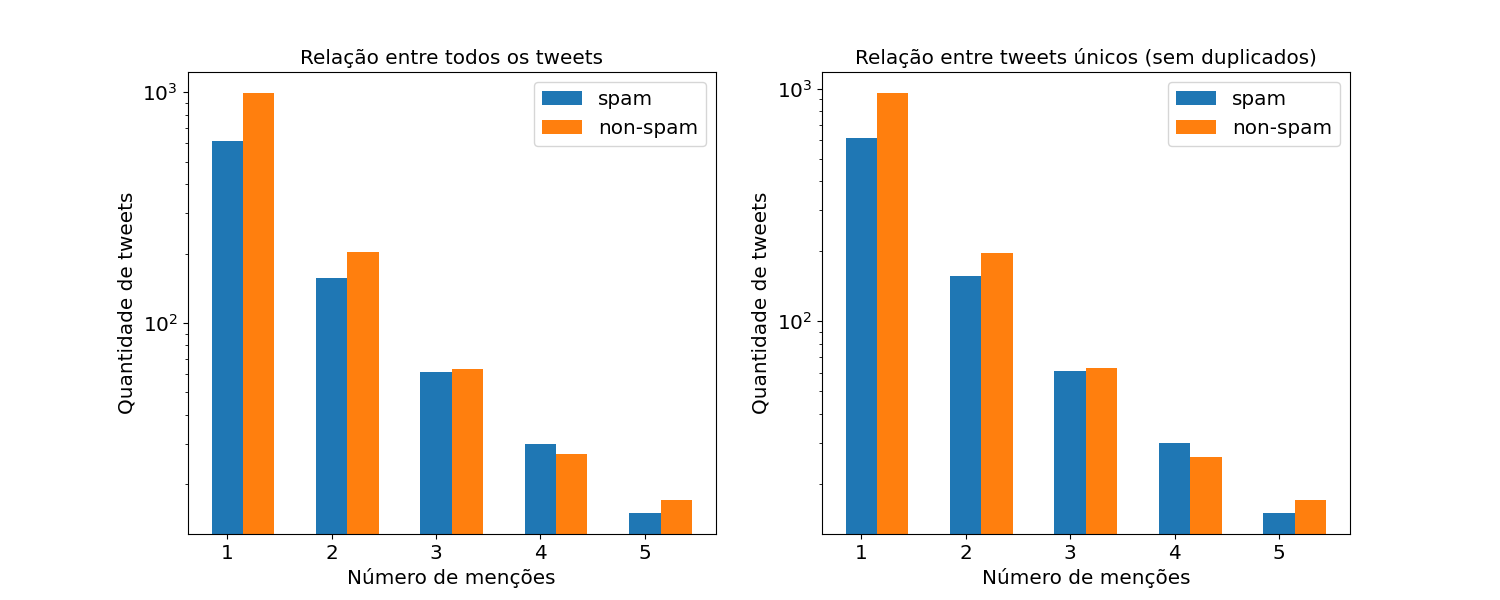 Relação entre todos os tweets
Quantidade de tweets
10³
10²
spam
non-spam
1 2 3 4 5
Número de menções
Relação entre tweets únicos (sem duplicados)
Quantidade de tweets
10³
10²
spam
non-spam
1 2 3 4 5
Número de menções